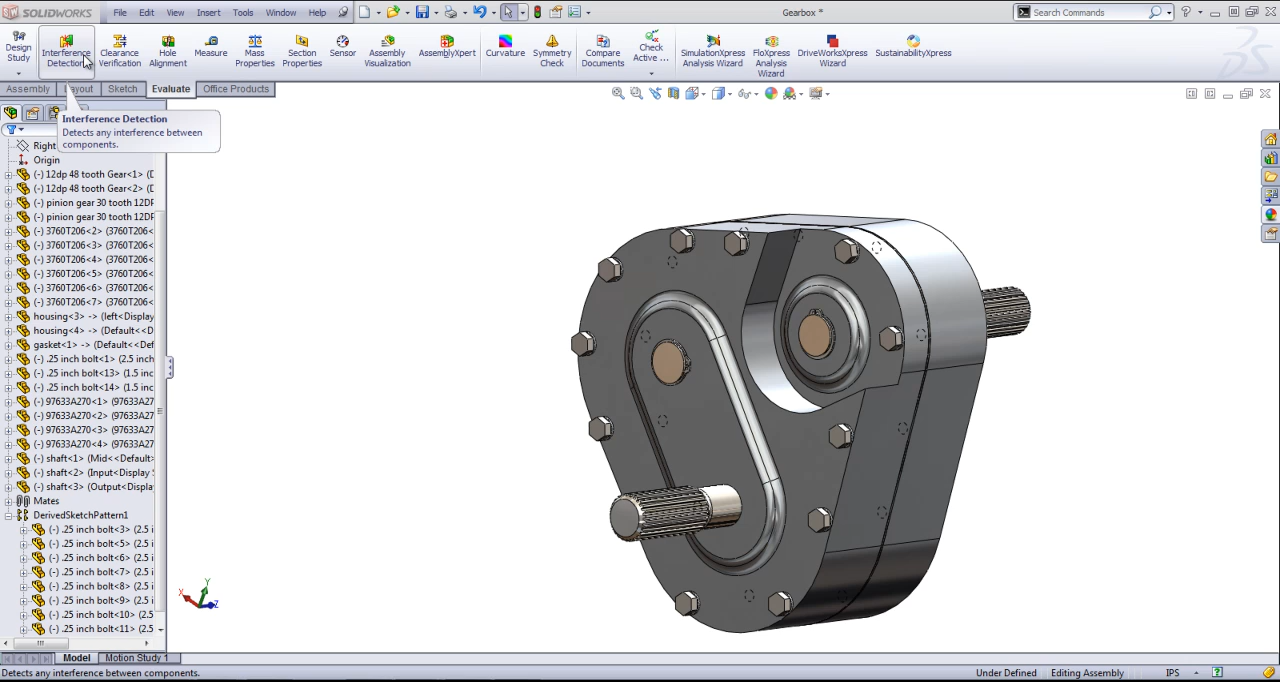 SOLIDWORKS File Edit View Insert Tools Window Help Gearbox * Search Commands
Design Study
Interference Detection
Clearance Verification
Hole Alignment
Measure
Mass Properties
Section Properties
Sensor
Assembly Visualization
AssemblyXpert
Curvature
Symmetry Check
Compare Documents
Check Active ...
SimulationXpress Analysis Wizard
FloXpress Analysis Wizard
DriveWorksXpress Wizard
SustainabilityXpress
Assembly Layout Sketch Evaluate Office Products
Interference Detection
Detects any interference between
components.
Right
Origin
(-) 12dp 48 tooth Gear<1> (D
(-) 12dp 48 tooth Gear<2> (D
(-) pinion gear 30 tooth 12DP
(-) pinion gear 30 tooth 12DP
(-) 3760T206<2> (3760T206<
(-) 3760T206<3> (3760T206<
(-) 3760T206<4> (3760T206<
(-) 3760T206<5> (3760T206<
(-) 3760T206<6> (3760T206<
(-) 3760T206<7> (3760T206<
housing<3> -> (left<Display
housing<4> -> (Default<<D
gasket<1> -> (Default<<Def
(-) .25 inch bolt<1> (2.5 inch
(-) .25 inch bolt<13> (1.5 inc
(-) .25 inch bolt<14> (1.5 inc
(-) 97633A270<1> (97633A27
(-) 97633A270<2> (97633A27
(-) 97633A270<3> (97633A27
(-) 97633A270<4> (97633A27
(-) shaft<1> (Mid<<Default>
(-) shaft<2> (Input<Display S
(-) shaft<3> (Output<Displa
Mates
DerivedSketchPattern1
(-) .25 inch bolt<3> (2.5 i
(-) .25 inch bolt<5> (2.5 i
(-) .25 inch bolt<6> (2.5 i
(-) .25 inch bolt<7> (2.5 i
(-) .25 inch bolt<8> (2.5 i
(-) .25 inch bolt<9> (2.5 i
(-) .25 inch bolt<10> (2.5
(-) .25 inch bolt<11> (2.5
Y
X
Z
Model Motion Study 1
Detects any interference between components. Under Defined Editing Assembly IPS